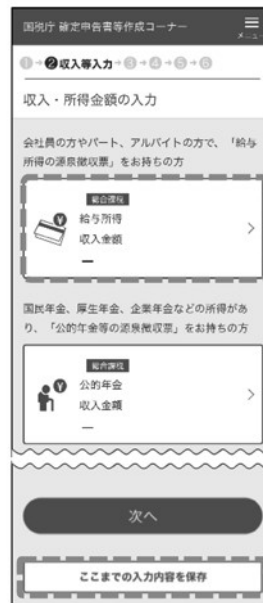 国税庁 確定申告書等作成コーナー
メニュー
1 2 収入等入力 3 4 5 6
収入・所得金額の入力
会社員の方やパート、アルバイトの方で、「給与
所得の源泉徴収票」をお持ちの方
総合課税
給与所得
収入金額
ー
国民年金、厚生年金、企業年金などの所得があ
り、「公的年金等の源泉徴収票」をお持ちの方
総合課税
公的年金
収入金額
ー
次へ
ここまでの入力内容を保存